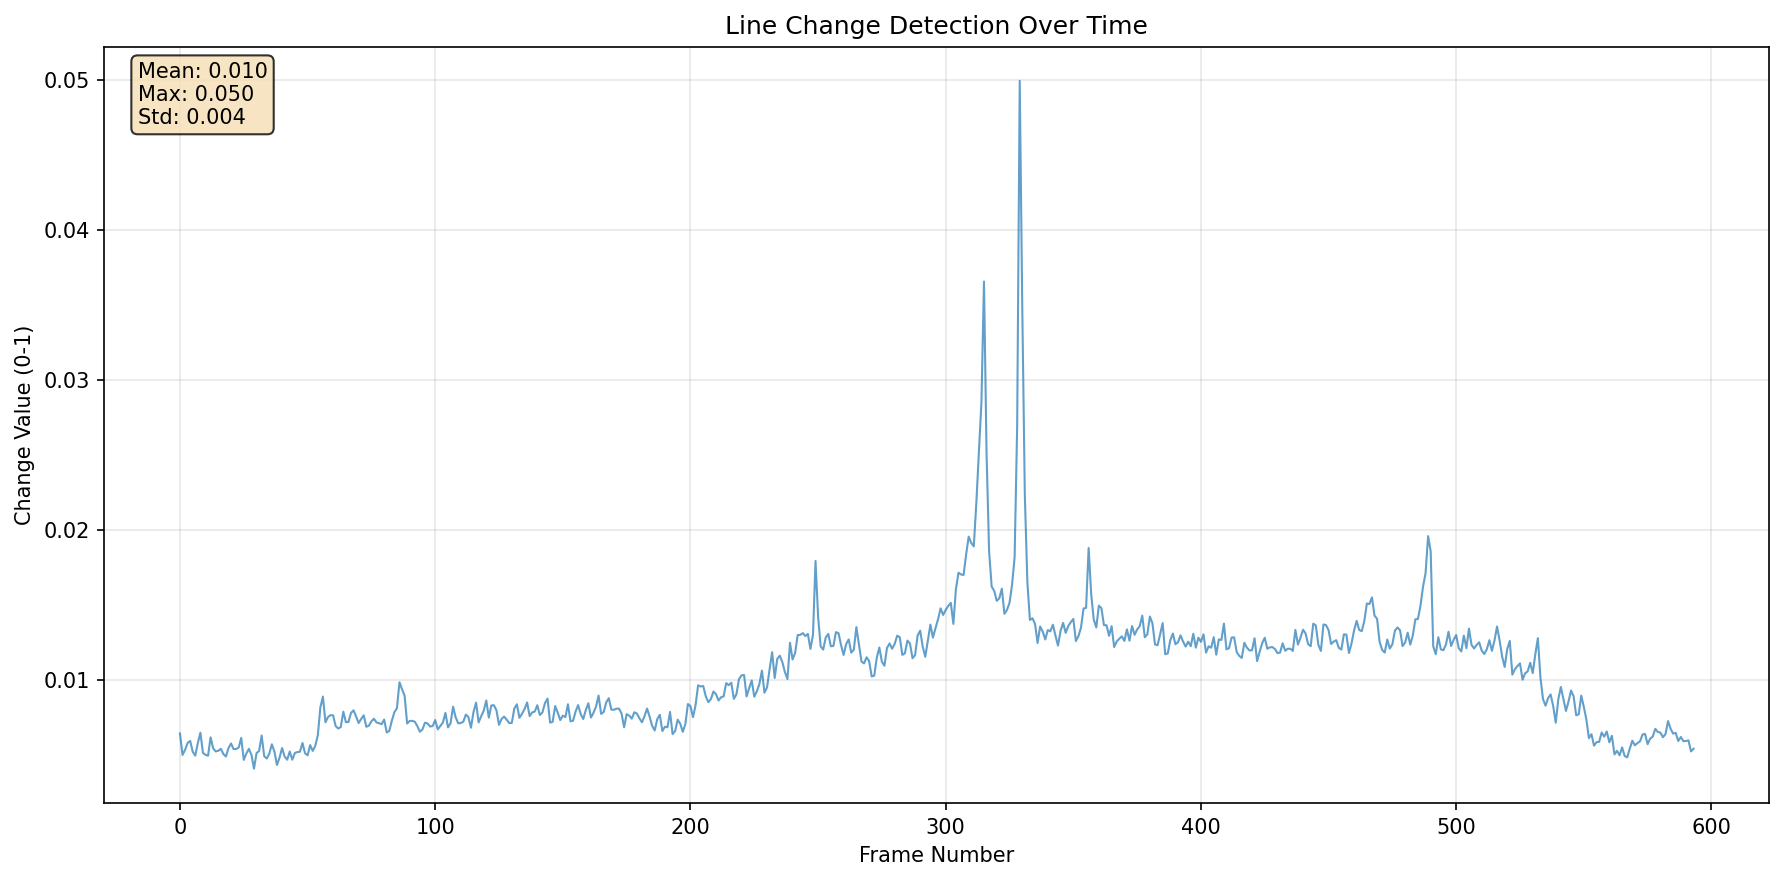 Line Change Detection Over Time
Mean: 0.010
Max: 0.050
Std: 0.004
0.05
0.04
0.03
0.02
0.01
Change Value (0-1)
0 100 200 300 400 500 600
Frame Number